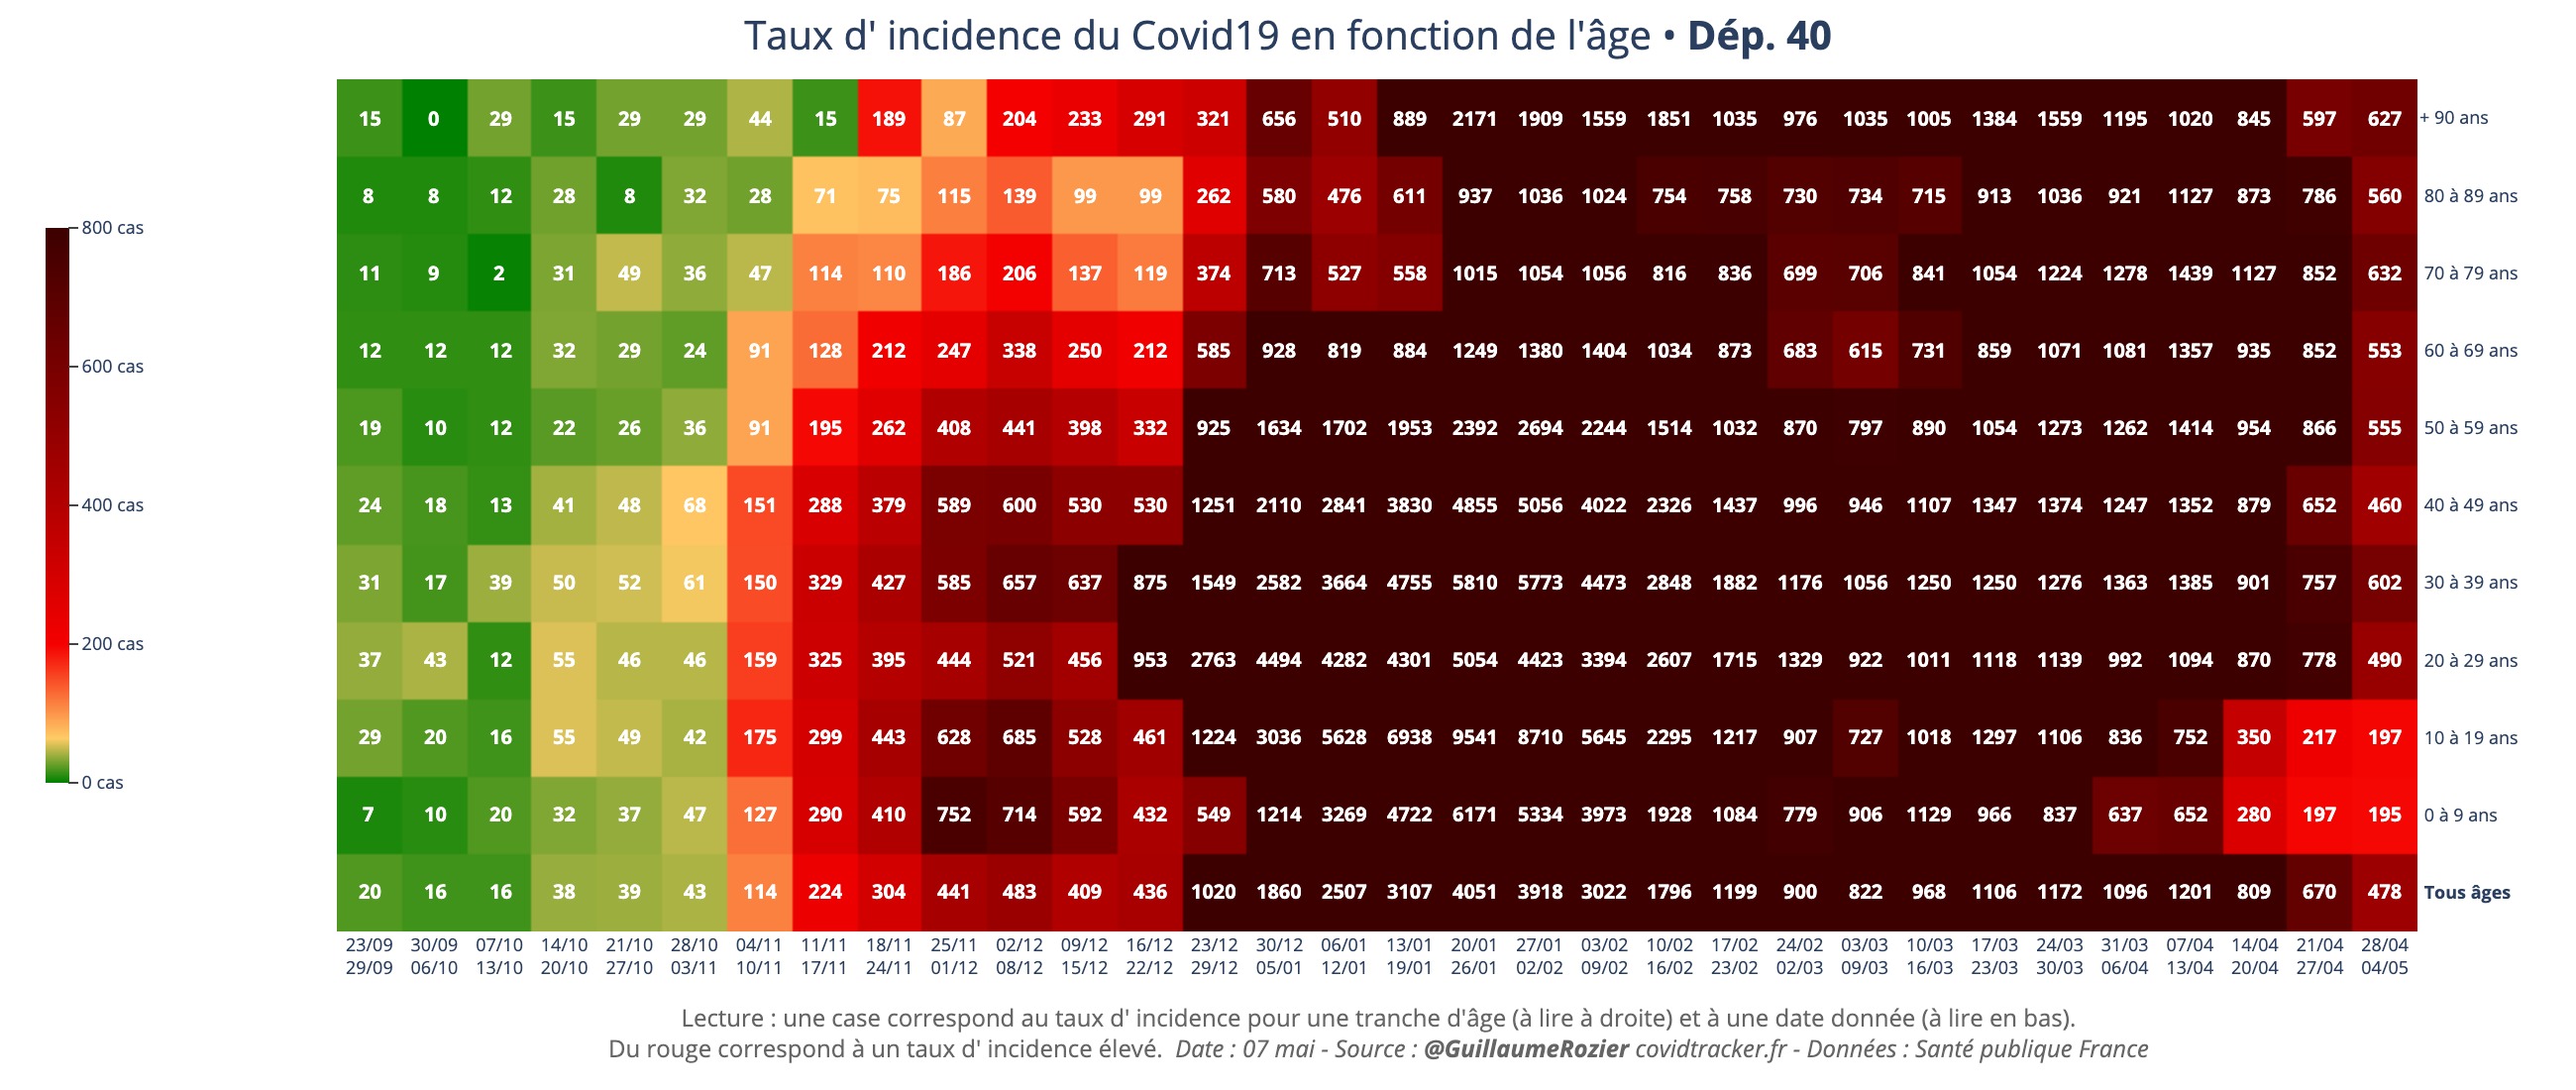 Taux d' incidence du Covid19 en fonction de l'âge • Dép. 40
15 0 29 15 29 29 44 15 189 87 204 233 291 321 656 510 889 2171 1909 1559 1851 1035 976 1035 1005 1384 1559 1195 1020 845 597 627 + 90 ans
8 8 12 28 8 32 28 71 75 115 139 99 99 262 580 476 611 937 1036 1024 754 758 730 734 715 913 1036 921 1127 873 786 560 80 à 89 ans
800 cas
11 9 2 31 49 36 47 114 110 186 206 137 119 374 713 527 558 1015 1054 1056 816 836 699 706 841 1054 1224 1278 1439 1127 852 632 70 à 79 ans
12 12 12 32 29 24 91 128 212 247 338 250 212 585 928 819 884 1249 1380 1404 1034 873 683 615 731 859 1071 1081 1357 935 852 553 60 à 69 ans
600 cas
19 10 12 22 26 36 91 195 262 408 441 398 332 925 1634 1702 1953 2392 2694 2244 1514 1032 870 797 890 1054 1273 1262 1414 954 866 555 50 à 59 ans
400 cas
24 18 13 41 48 68 151 288 379 589 600 530 530 1251 2110 2841 3830 4855 5056 4022 2326 1437 996 946 1107 1347 1374 1247 1352 879 652 460 40 à 49 ans
31 17 39 50 52 61 150 329 427 585 657 637 875 1549 2582 3664 4755 5810 5773 4473 2848 1882 1176 1056 1250 1250 1276 1363 1385 901 757 602 30 à 39 ans
200 cas
37 43 12 55 46 46 159 325 395 444 521 456 953 2763 4494 4282 4301 5054 4423 3394 2607 1715 1329 922 1011 1118 1139 992 1094 870 778 490 20 à 29 ans
29 20 16 55 49 42 175 299 443 628 685 528 461 1224 3036 5628 6938 9541 8710 5645 2295 1217 907 727 1018 1297 1106 836 752 350 217 197 10 à 19 ans
0 cas
7 10 20 32 37 47 127 290 410 752 714 592 432 549 1214 3269 4722 6171 5334 3973 1928 1084 779 906 1129 966 837 637 652 280 197 195 0 à 9 ans
20 16 16 38 39 43 114 224 304 441 483 409 436 1020 1860 2507 3107 4051 3918 3022 1796 1199 900 822 968 1106 1172 1096 1201 809 670 478 Tous âges
23/09 30/09 07/10 14/10 21/10 28/10 04/11 11/11 18/11 25/11 02/12 09/12 16/12 23/12 30/12 06/01 13/01 20/01 27/01 03/02 10/02 17/02 24/02 03/03 10/03 17/03 24/03 31/03 07/04 14/04 21/04 28/04
29/09 06/10 13/10 20/10 27/10 03/11 10/11 17/11 24/11 01/12 08/12 15/12 22/12 29/12 05/01 12/01 19/01 26/01 02/02 09/02 16/02 23/02 02/03 09/03 16/03 23/03 30/03 06/04 13/04 20/04 27/04 04/05
Lecture : une case correspond au taux d' incidence pour une tranche d'âge (à lire à droite) et à une date donnée (à lire en bas).
Du rouge correspond à un taux d' incidence élevé. Date : 07 mai - Source : @GuillaumeRozier covidtracker.fr - Données : Santé publique France